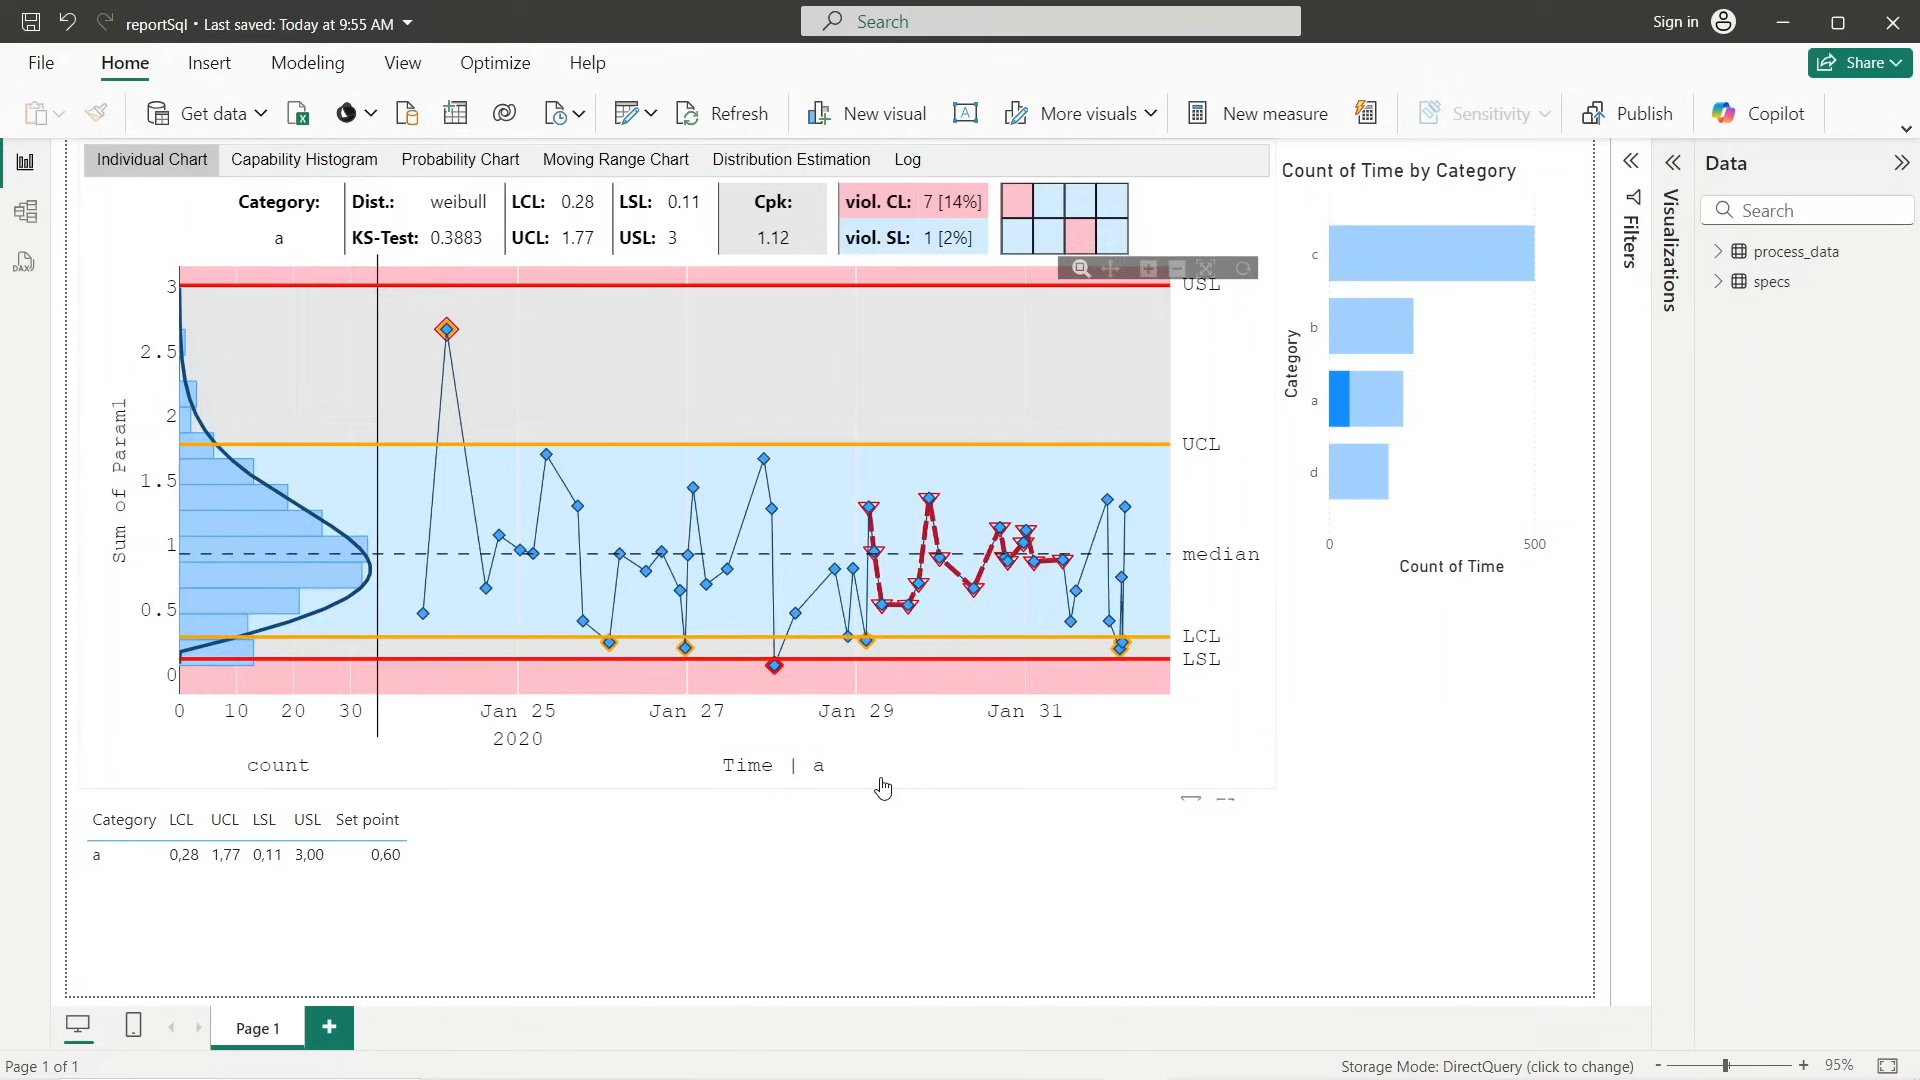 reportSql • Last saved: Today at 9:55 AM
Search
Sign in
File Home Insert Modeling View Optimize Help
Share
Get data
Refresh
New visual
More visuals
New measure
Sensitivity
Publish
Copilot
Individual Chart Capability Histogram Probability Chart Moving Range Chart Distribution Estimation Log
Category: Dist.: weibull LCL: 0.28 LSL: 0.11 Cpk: viol. CL: 7 [14%]
a KS-Test: 0.3883 UCL: 1.77 USL: 3 1.12 viol. SL: 1 [2%]
USL
UCL
median
LCL
LSL
3
2.5
2
1.5
1
0.5
0
Sum of Param1
0 10 20 30
Jan 25 Jan 27 Jan 29 Jan 31
2020
count
Time | a
Category LCL UCL LSL USL Set point
a 0,28 1,77 0,11 3,00 0,60
Count of Time by Category
Category
c
b
a
d
0 500
Count of Time
Filters
Visualizations
Data
Search
process_data
specs
DAX
Page 1
Page 1 of 1
Storage Mode: DirectQuery (click to change)
- + 95%